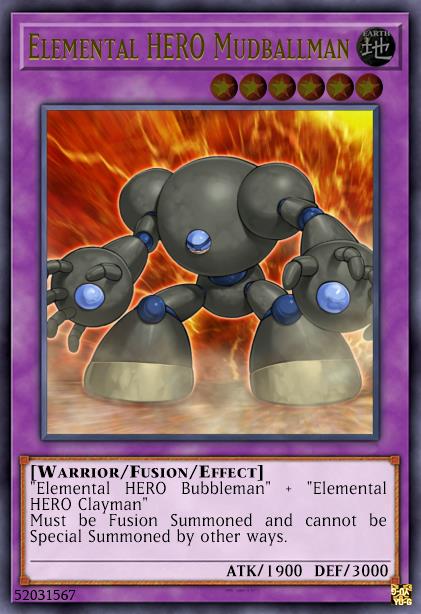 Elemental HERO Mudballman
EARTH
地
[Warrior/Fusion/Effect]
"Elemental HERO Bubbleman" + "Elemental
HERO Clayman"
Must be Fusion Summoned and cannot be
Special Summoned by other ways.
ATK/1900 DEF/3000
52031567